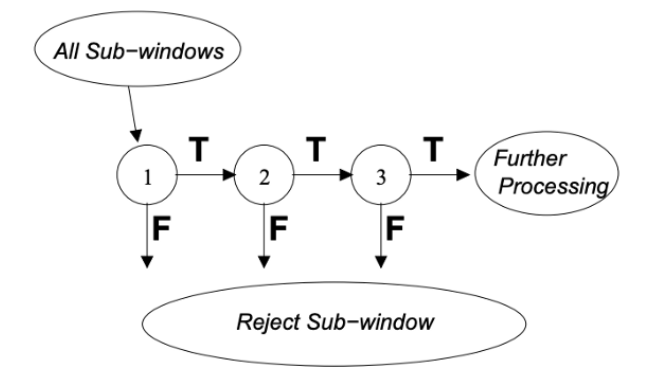 All Sub−windows
T
T
T
Further
Processing
1
2
3
F
F
F
Reject Sub−window